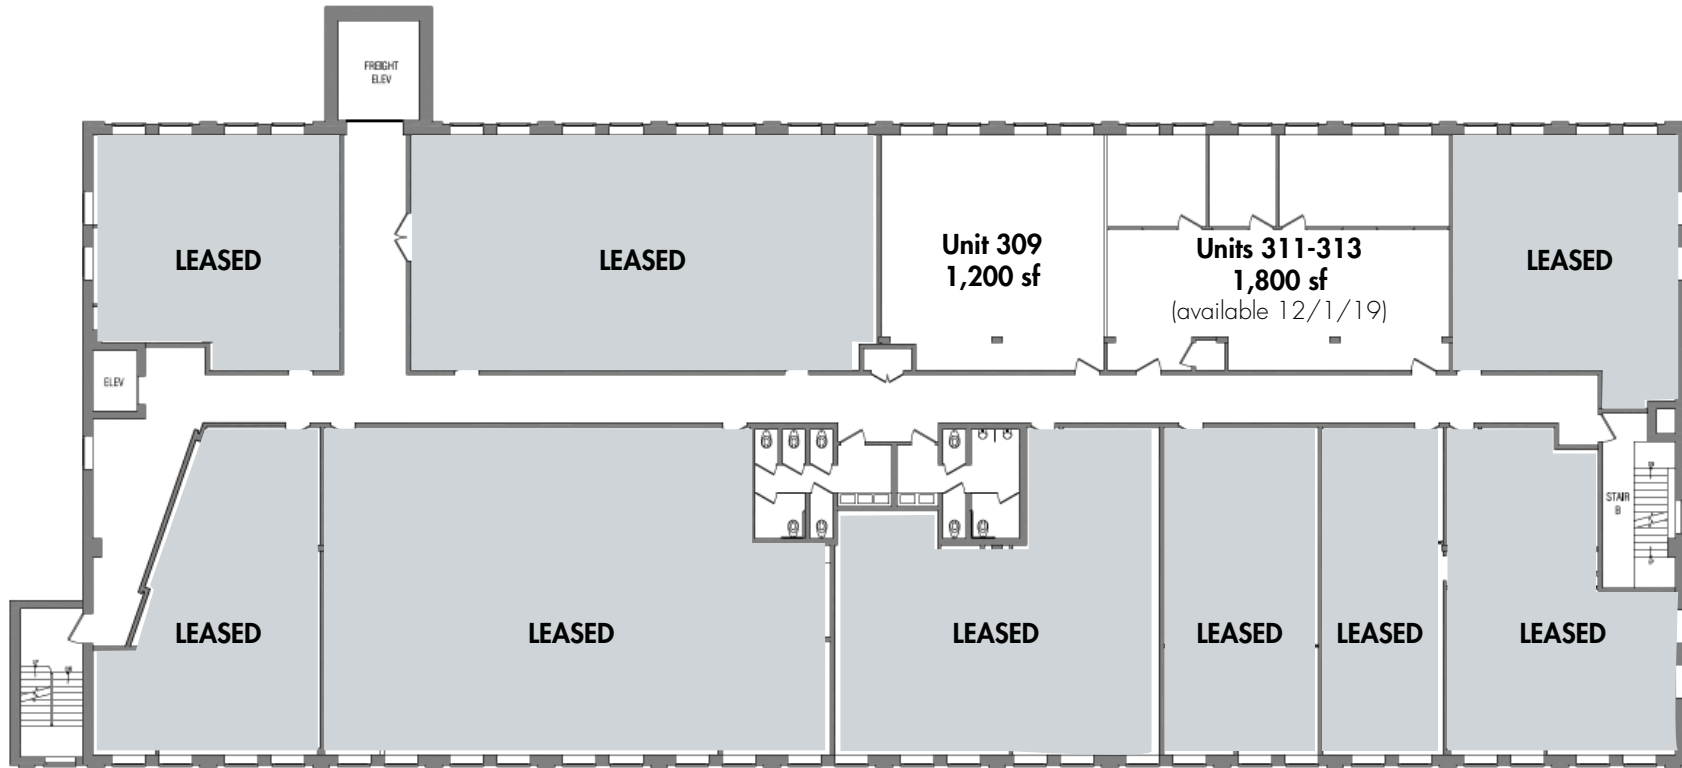 FREIGHT
ELEV
LEASED
LEASED
Unit 309
1,200 sf
Units 311-313
1,800 sf
(available 12/1/19)
LEASED
ELEV
STAIR
B
LEASED
LEASED
LEASED
LEASED
LEASED
LEASED